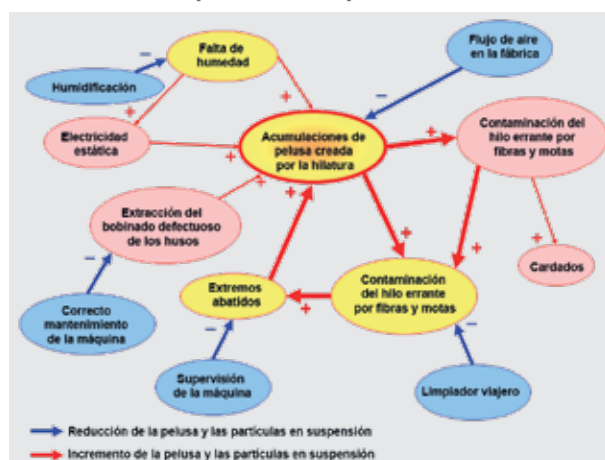 Falta de
humedad
Flujo de aire
en la fábrica
Humidificación
Electricidad
estática
Acumulaciones de
pelusa creada
por la hilatura
Contaminación
del hilo errante por
fibras y motas
Extracción del
bobinado defectuoso
de los husos
Cardados
Extremos
abatidos
Contaminación
del hilo errante
por fibras y motas
Correcto
mantenimiento
de la máquina
Supervisión
de la máquina
Limpiador viajero
Reducción de la pelusa y las partículas en suspensión
Incremento de la pelusa y las partículas en suspensión